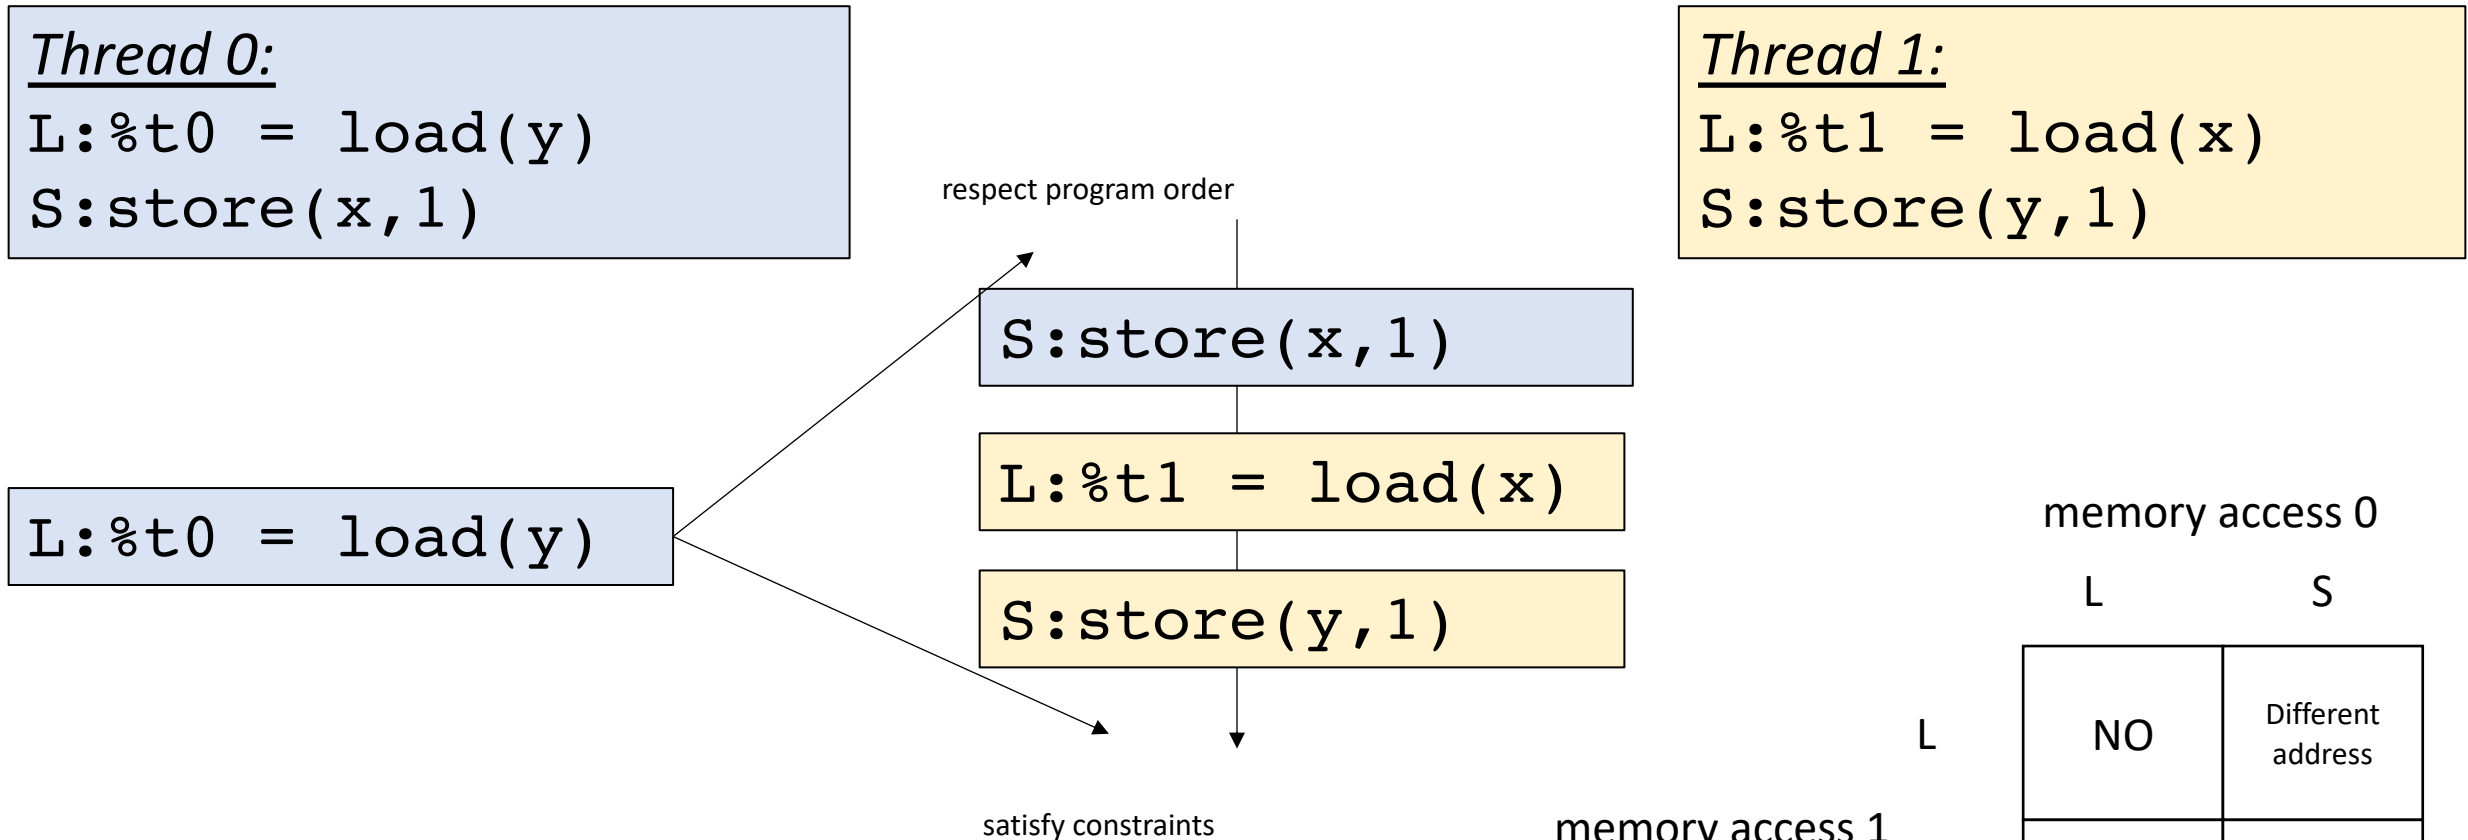 Thread 0:
L:%t0 = load(y)
S:store(x,1)
Thread 1:
L:%t1 = load(x)
S:store(y,1)
respect program order
S:store(x,1)
L:%t1 = load(x)
S:store(y,1)
L:%t0 = load(y)
satisfy constraints
memory access 0
L S
L NO Different
address
memory access 1